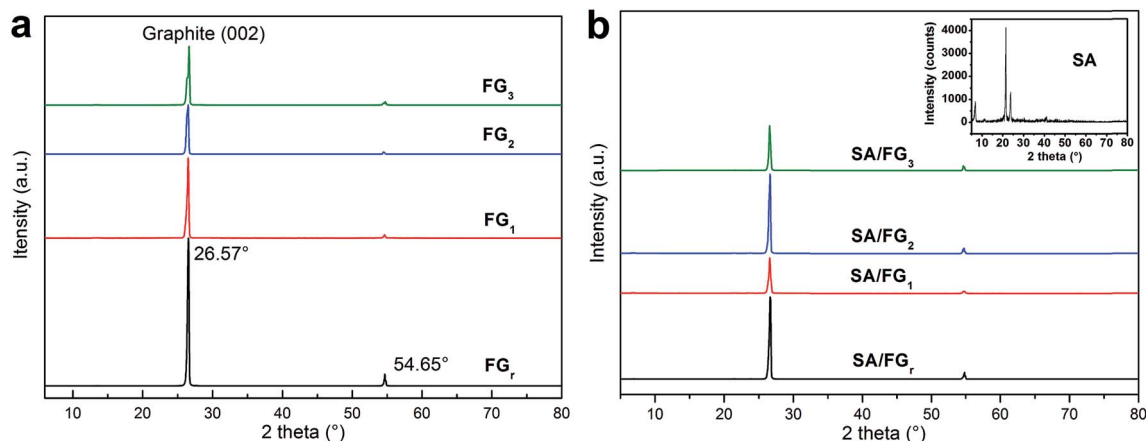 a
Graphite (002)
FG3
FG2
FG1
26.57°
54.65°
FGr
Itensity (a.u.)
10 20 30 40 50 60 70 80
2 theta (°)
b
4000
3000
2000
1000
0
Intensity (counts)
SA
10 20 30 40 50 60 70 80
2 theta (°)
SA/FG3
SA/FG2
SA/FG1
SA/FGr
Intensity (a.u.)
10 20 30 40 50 60 70 80
2 theta (°)